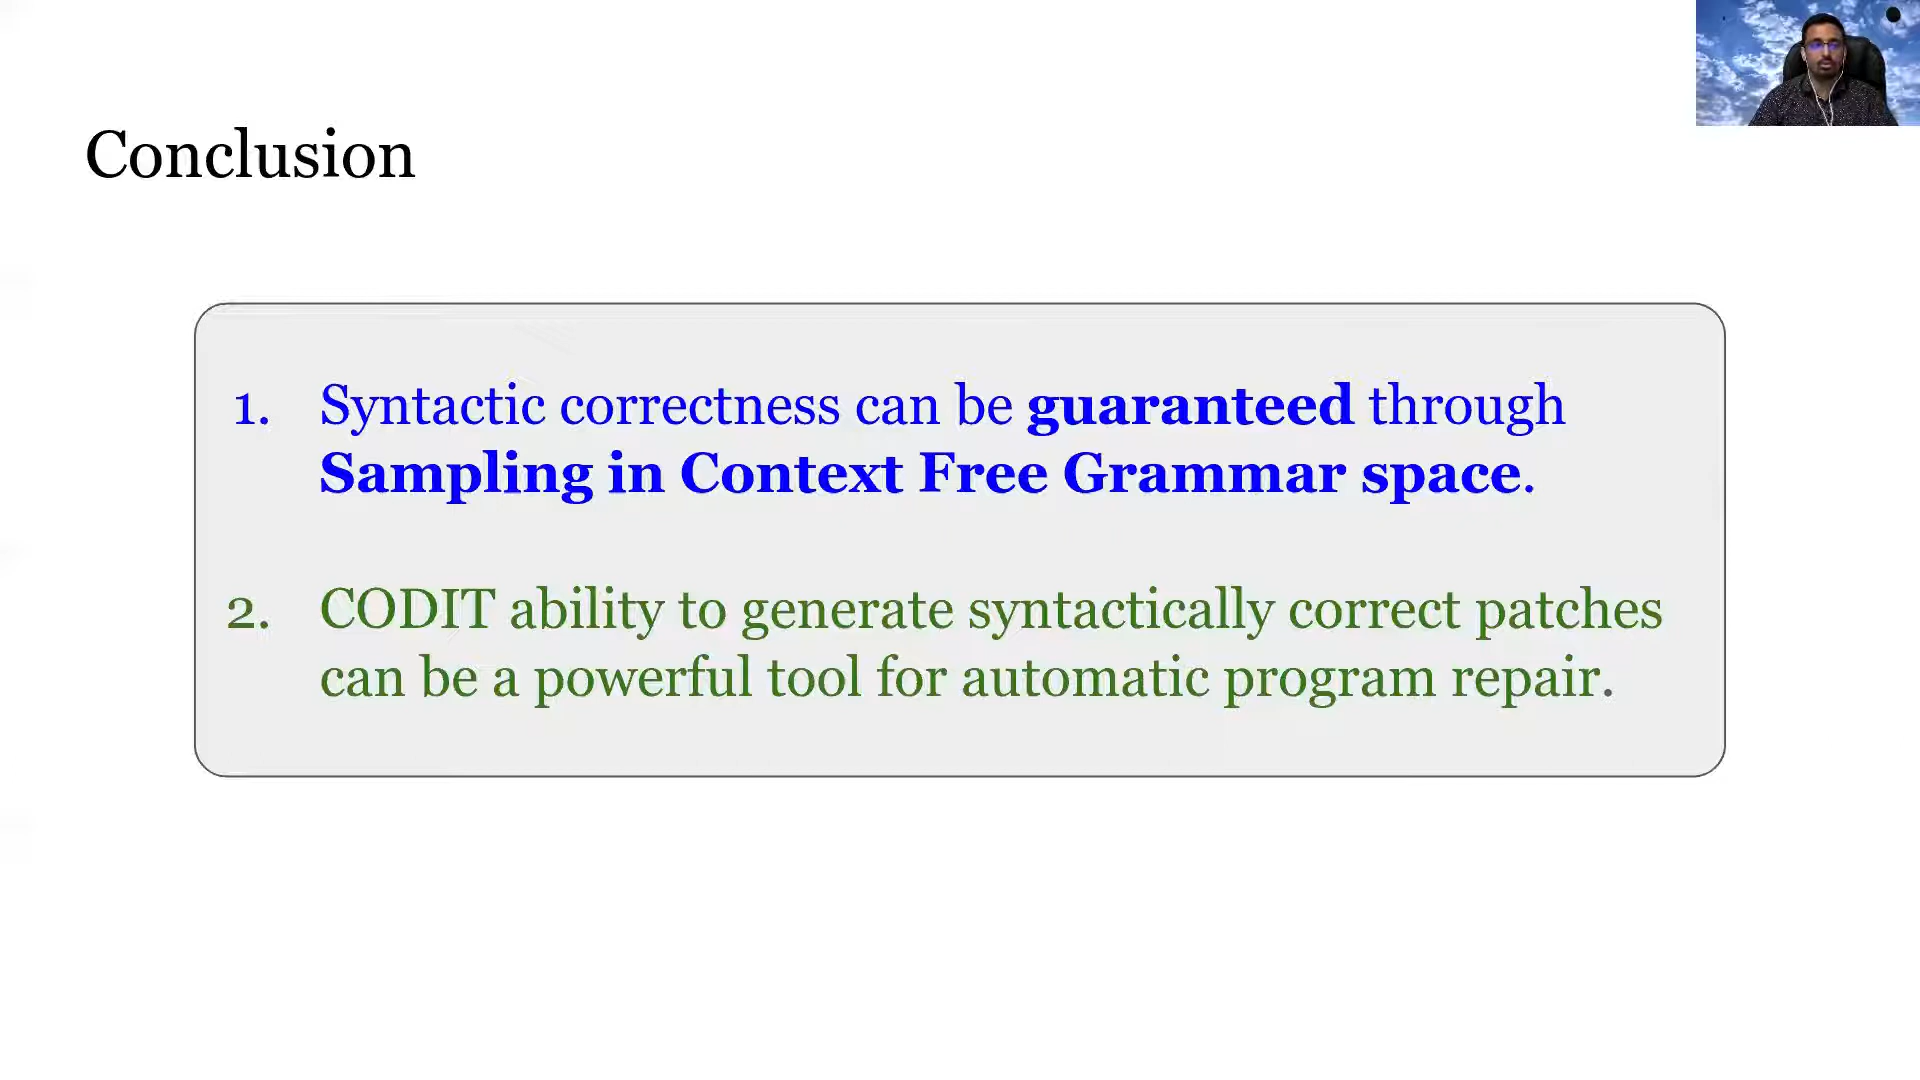 Conclusion
1. Syntactic correctness can be guaranteed through
Sampling in Context Free Grammar space.
2. CODIT ability to generate syntactically correct patches
can be a powerful tool for automatic program repair.